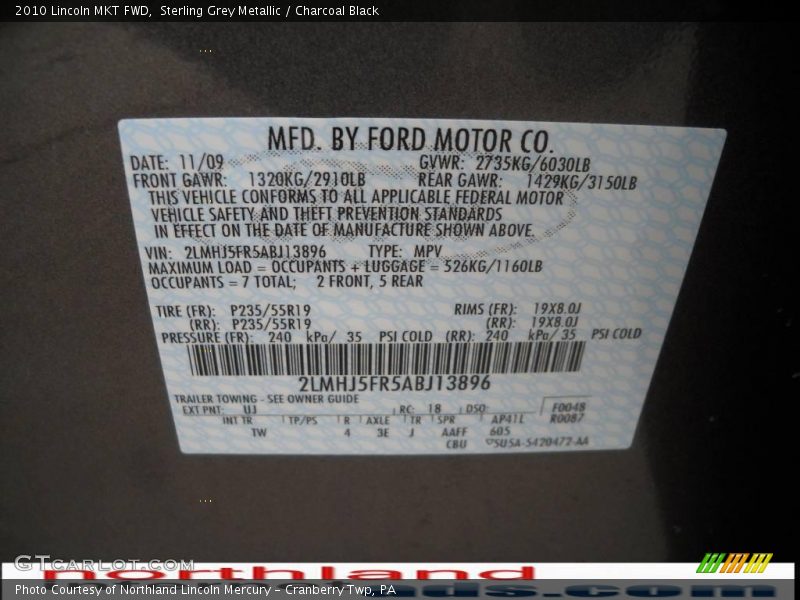 2010 Lincoln MKT FWD,  Sterling Grey Metallic / Charcoal Black
MFD. BY FORD MOTOR CO.
DATE: 11/09 GVWR: 2735KG/6030LB
FRONT GAWR: 1320KG/2910LB REAR GAWR: 1429KG/3150LB
THIS VEHICLE CONFORMS TO ALL APPLICABLE FEDERAL MOTOR
VEHICLE SAFETY AND THEFT PREVENTION STANDARDS
IN EFFECT ON THE DATE OF MANUFACTURE SHOWN ABOVE.
VIN: 2LMHJ5FR5ABJ13896 TYPE: MPV
MAXIMUM LOAD = OCCUPANTS + LUGGAGE = 526KG/1160LB
OCCUPANTS = 7 TOTAL; 2 FRONT, 5 REAR
TIRE (FR): P235/55R19 RIMS (FR): 19X8.0J
(RR): P235/55R19 (RR): 19X8.0J
PRESSURE (FR): 240 kPa/ 35 PSI COLD (RR): 240 kPa/ 35 PSI COLD
2LMHJ5FR5ABJ13896
TRAILER TOWING - SEE OWNER GUIDE
EXT PNT: UJ RC: 18 DSO: F0048
INT TR TP/PS R AXLE TR SPR AP41L R0087
TW 4 3E J AAFF 605
CBU 5U5A-5420472-AA
GTCarLot.com
northland
.com
Photo Courtesy of Northland Lincoln Mercury - Cranberry Twp, PA